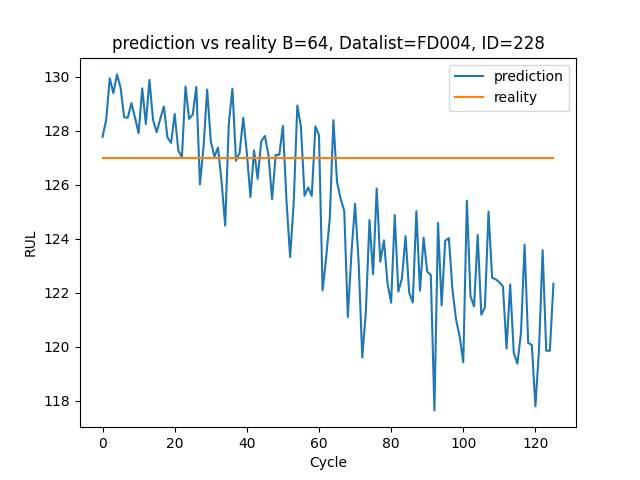 prediction vs reality B=64, Datalist=FD004, ID=228
prediction
reality
RUL
130
128
126
124
122
120
118
0 20 40 60 80 100 120
Cycle